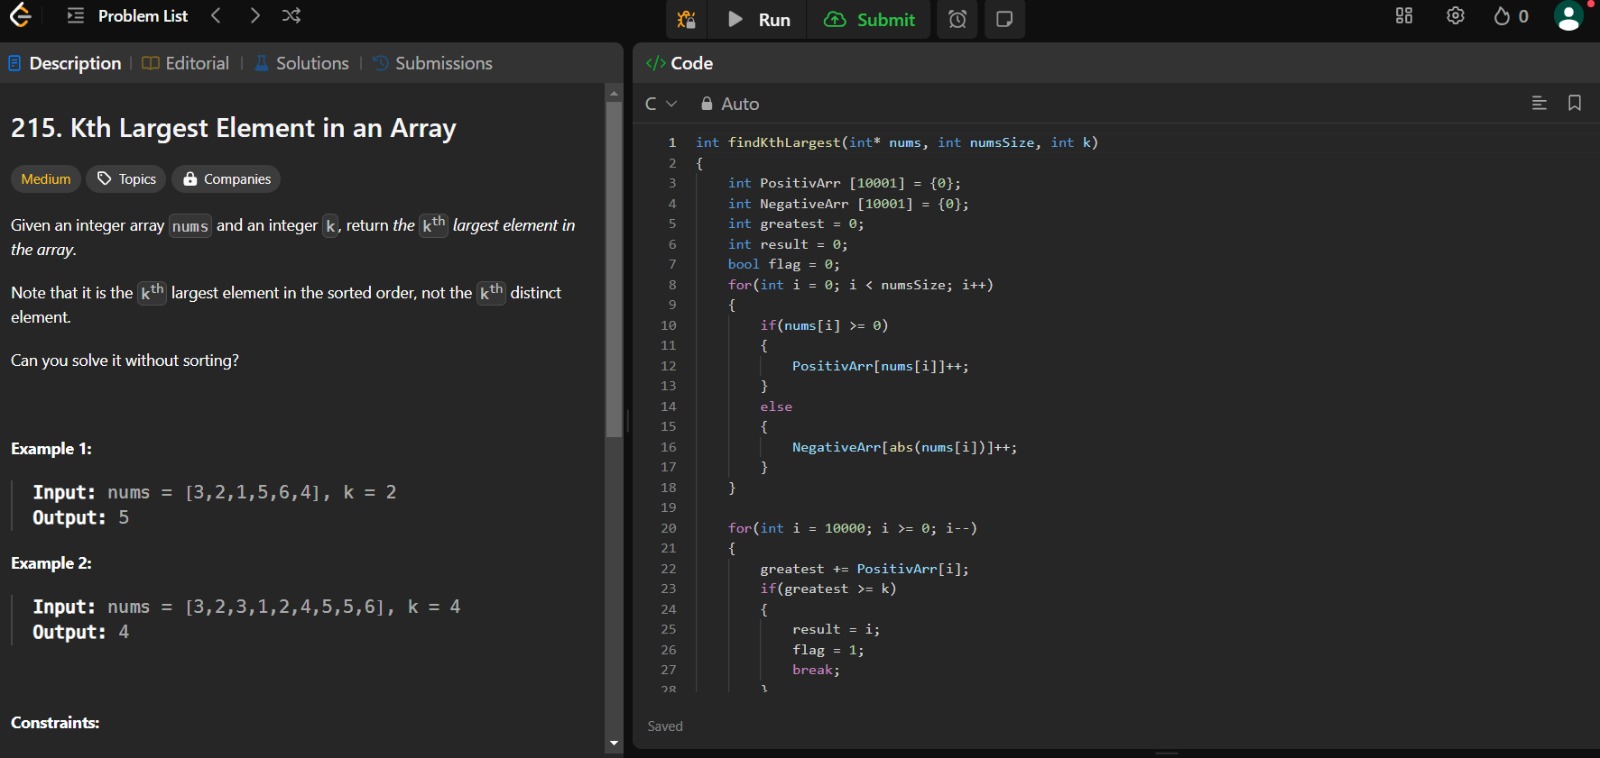 Problem List
Run
Submit
0
Description | Editorial | Solutions | Submissions
215. Kth Largest Element in an Array
Medium Topics Companies
Given an integer array nums and an integer k, return the kth largest element in
the array.
Note that it is the kth largest element in the sorted order, not the kth distinct
element.
Can you solve it without sorting?
Example 1:
Input: nums = [3,2,1,5,6,4], k = 2
Output: 5
Example 2:
Input: nums = [3,2,3,1,2,4,5,5,6], k = 4
Output: 4
Constraints:
</> Code
C Auto
1 int findKthLargest(int* nums, int numsSize, int k)
2 {
3 int PositivArr [10001] = {0};
4 int NegativeArr [10001] = {0};
5 int greatest = 0;
6 int result = 0;
7 bool flag = 0;
8 for(int i = 0; i < numsSize; i++)
9 {
10 if(nums[i] >= 0)
11 {
12 PositivArr[nums[i]]++;
13 }
14 else
15 {
16 NegativeArr[abs(nums[i])]++;
17 }
18 }
19
20 for(int i = 10000; i >= 0; i--)
21 {
22 greatest += PositivArr[i];
23 if(greatest >= k)
24 {
25 result = i;
26 flag = 1;
27 break;
28 }
Saved